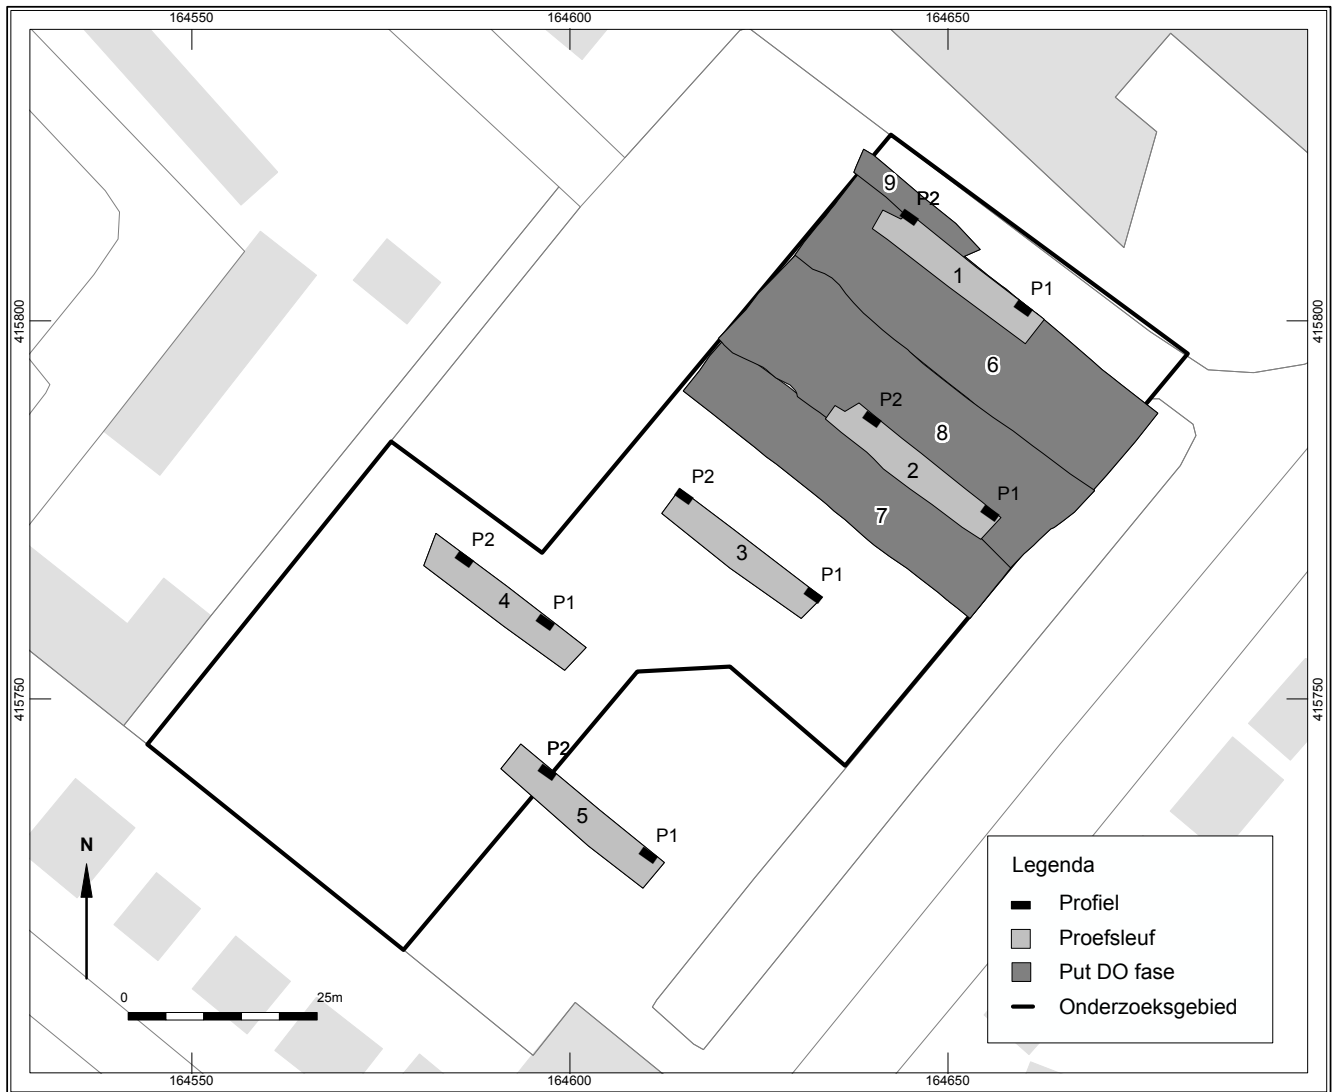 164550 164600 164650
9
P2
1
P1
415800 415800
6
P2
8
2
P1
P2
7
3
P2
P1
4
P1
415750 415750
P2
5
P1
N
0 25m
Legenda
Profiel
Proefsleuf
Put DO fase
Onderzoeksgebied
164550 164600 164650